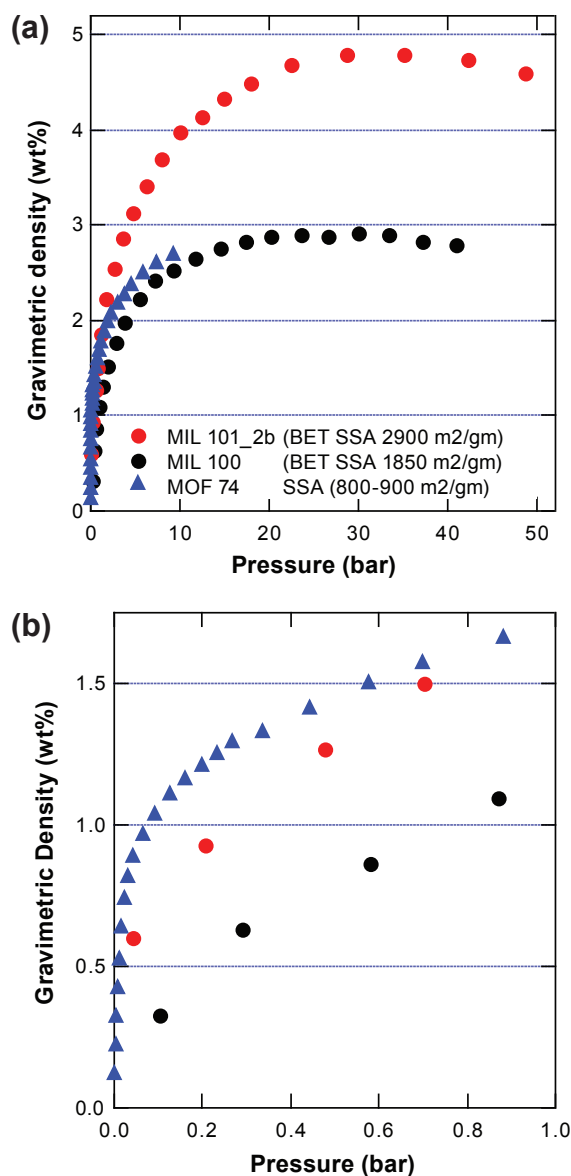 (a)
5
4
3
2
1
0
Gravimetric density (wt%)
MIL 101_2b (BET SSA 2900 m2/gm)
MIL 100 (BET SSA 1850 m2/gm)
MOF 74 SSA (800-900 m2/gm)
0 10 20 30 40 50
Pressure (bar)
(b)
1.5
1.0
0.5
0.0
Gravimetric Density (wt%)
0.0 0.2 0.4 0.6 0.8 1.0
Pressure (bar)